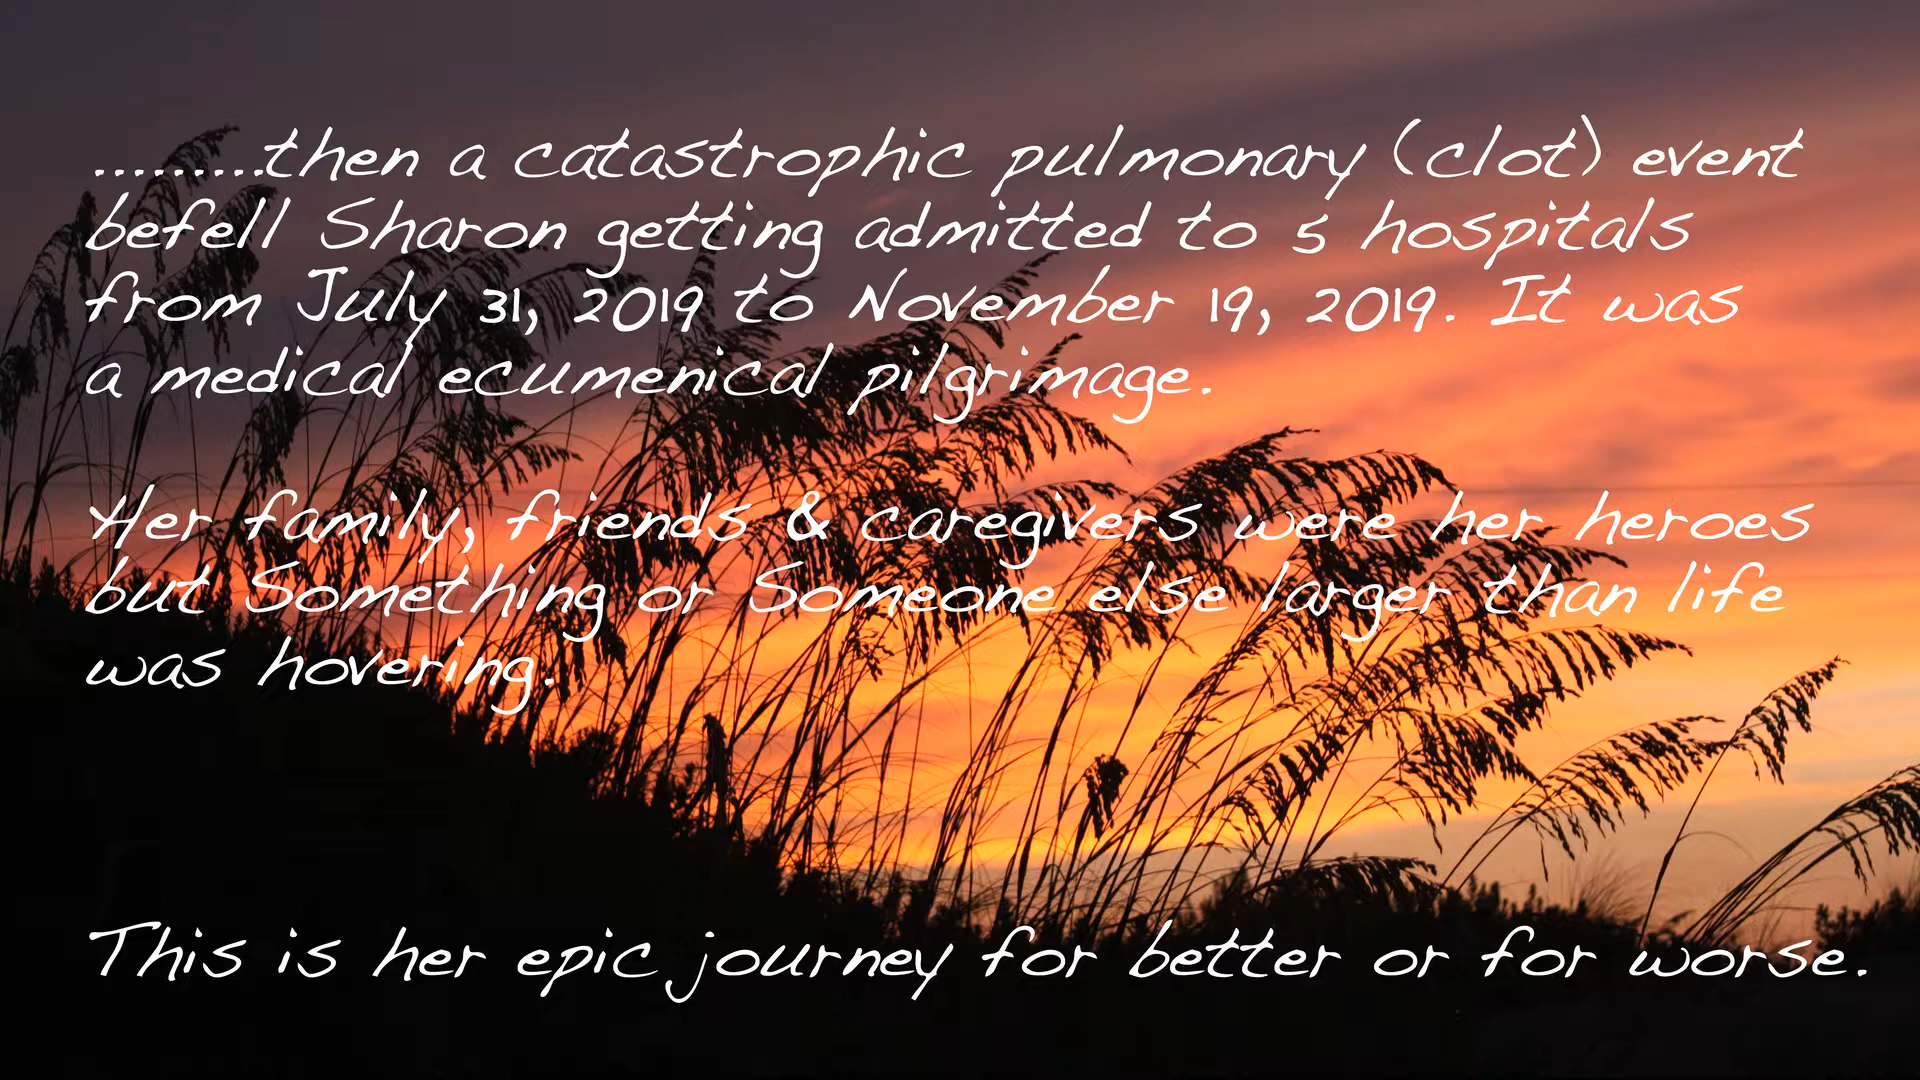 .........then a catastrophic pulmonary (clot) event
befell Sharon getting admitted to 5 hospitals
from July 31, 2019 to November 19, 2019. It was
a medical ecumenical pilgrimage.
Her family, friends & caregivers were her heroes
but Something or Someone else larger than life
was hovering.
This is her epic journey for better or for worse.